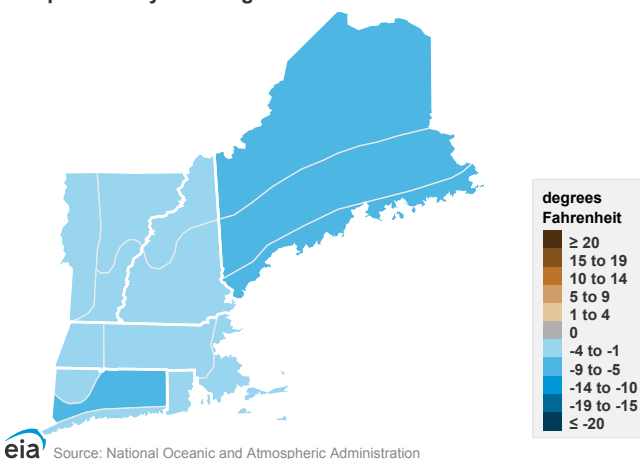 degrees
Fahrenheit
≥ 20
15 to 19
10 to 14
5 to 9
1 to 4
0
-4 to -1
-9 to -5
-14 to -10
-19 to -15
≤ -20
eia Source: National Oceanic and Atmospheric Administration